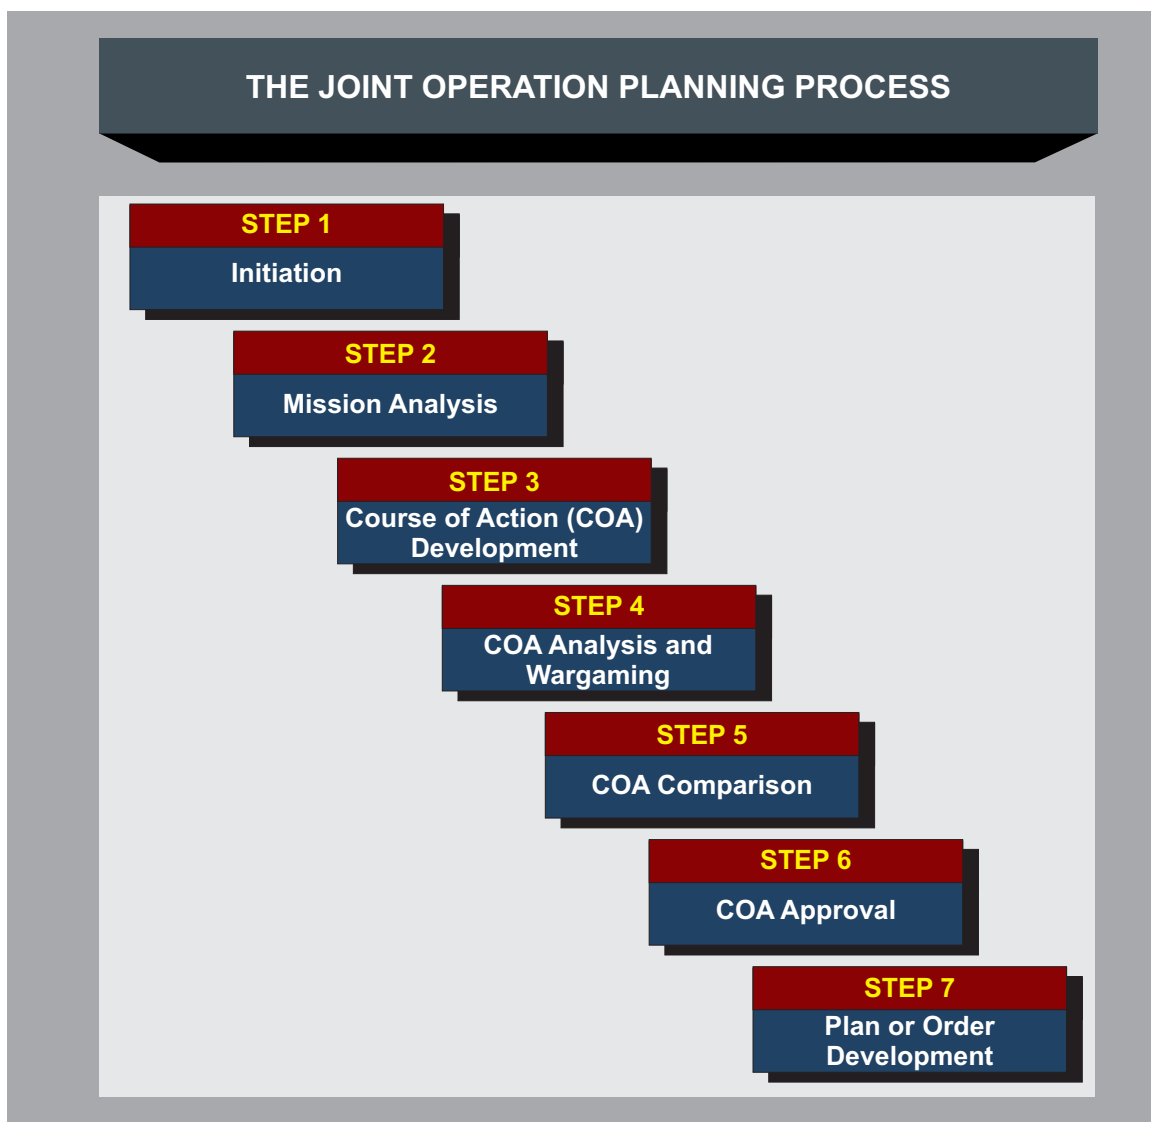 THE JOINT OPERATION PLANNING PROCESS
STEP 1
Initiation
STEP 2
Mission Analysis
STEP 3
Course of Action (COA)
Development
STEP 4
COA Analysis and
Wargaming
STEP 5
COA Comparison
STEP 6
COA Approval
STEP 7
Plan or Order
Development